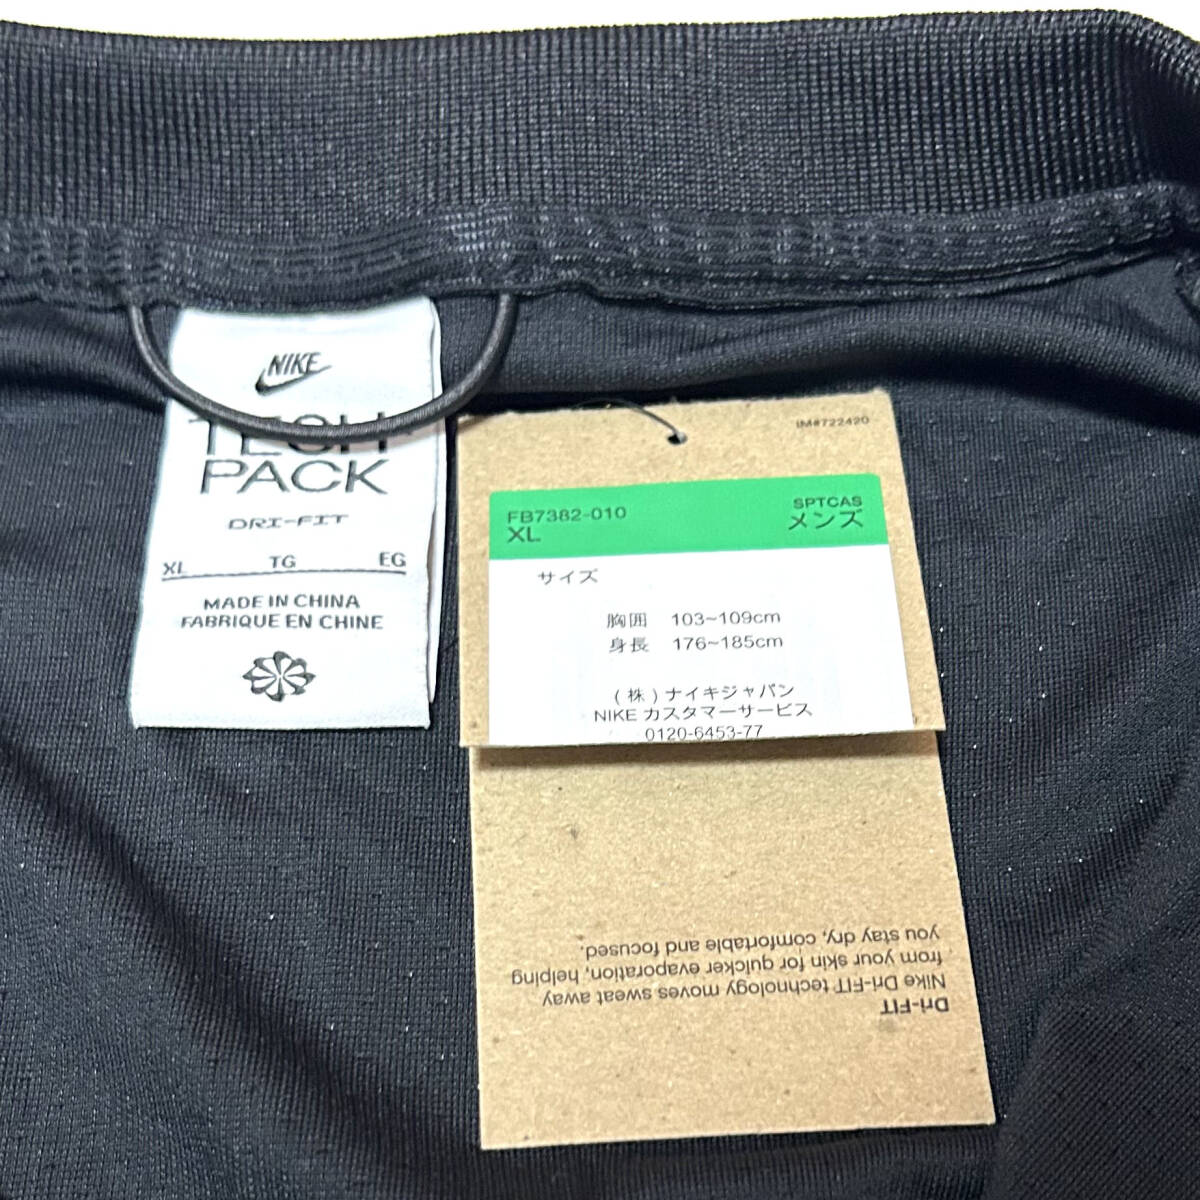 NIKE
TECH
PACK
DRI-FIT
XL TG EG
MADE IN CHINA
FABRIQUE EN CHINE
IM#722420
FB7382-010 SPTCAS
XL メンズ
サイズ
胸囲 103~109cm
身長 176~185cm
(株)ナイキジャパン
NIKE カスタマーサービス
0120-6453-77
Dri-FIT
Nike Dri-FIT technology moves sweat away
from your skin for quicker evaporation, helping
you stay dry, comfortable and focused.